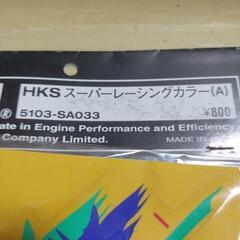 HKS スーパーレーシングカラー(A)
® 5103-SA033 ¥800
ate in Engine Performance and Efficiency
Company Limited. MADE IN